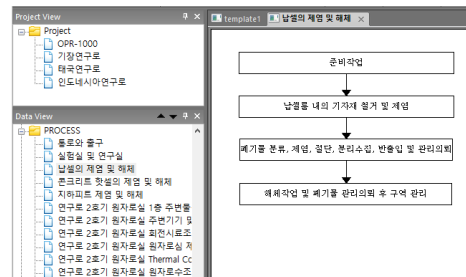 Project View
Project
OPR-1000
기장연구로
태국연구로
인도네시아연구로
Data View
PROCESS
통로와 출구
실험실 및 연구실
납셀의 제염 및 해체
콘크리트 핫셀의 제염 및 해체
지하피트 제염 및 해체
연구로 2호기 원자로실 1층 주변물
연구로 2호기 원자로실 주변기기 및
연구로 2호기 원자로실 회전시료조
연구로 2호기 원자로실 원자로심 제
연구로 2호기 원자로실 Thermal Co
연구로 2호기 원자로실 원자로수조
template1
납셀의 제염 및 해체
준비작업
납셀룸 내의 기자재 철거 및 제염
폐기물 분류, 제염, 절단, 분리수집, 반출입 및 관리의뢰
해체작업 및 폐기물 관리의뢰 후 구역 관리